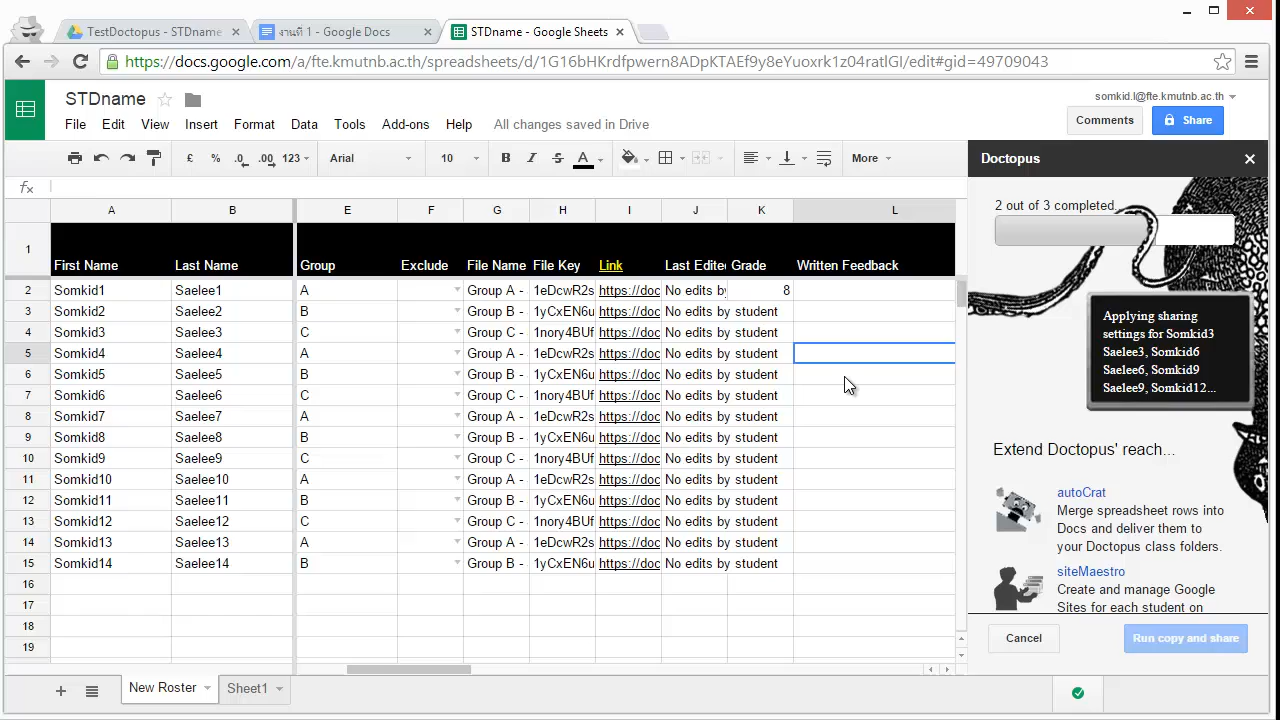 TestDoctopus - STDname
งานที่ 1 - Google Docs
STDname - Google Sheets
https://docs.google.com/a/fte.kmutnb.ac.th/spreadsheets/d/1G16bHKrdfpwern8ADpKTAEf9y8eYuoxrk1z04ratlGI/edit#gid=49709043
STDname
somkid.l@fte.kmutnb.ac.th
File Edit View Insert Format Data Tools Add-ons Help All changes saved in Drive
Comments
Share
£ % .0 .00 123 Arial 10 B I S A More
Doctopus
fx
A B E F G H I J K L
1 First Name Last Name Group Exclude File Name File Key Link Last Edite Grade Written Feedback
2 Somkid1 Saelee1 A Group A - 1eDcwR2s https://doc No edits by 8
3 Somkid2 Saelee2 B Group B - 1yCxEN6u https://doc No edits by student
4 Somkid3 Saelee3 C Group C - 1nory4BUf https://doc No edits by student
5 Somkid4 Saelee4 A Group A - 1eDcwR2s https://doc No edits by student
6 Somkid5 Saelee5 B Group B - 1yCxEN6u https://doc No edits by student
7 Somkid6 Saelee6 C Group C - 1nory4BUf https://doc No edits by student
8 Somkid7 Saelee7 A Group A - 1eDcwR2s https://doc No edits by student
9 Somkid8 Saelee8 B Group B - 1yCxEN6u https://doc No edits by student
10 Somkid9 Saelee9 C Group C - 1nory4BUf https://doc No edits by student
11 Somkid10 Saelee10 A Group A - 1eDcwR2s https://doc No edits by student
12 Somkid11 Saelee11 B Group B - 1yCxEN6u https://doc No edits by student
13 Somkid12 Saelee12 C Group C - 1nory4BUf https://doc No edits by student
14 Somkid13 Saelee13 A Group A - 1eDcwR2s https://doc No edits by student
15 Somkid14 Saelee14 B Group B - 1yCxEN6u https://doc No edits by student
16
17
18
19
New Roster
Sheet1
2 out of 3 completed.
Applying sharing
settings for Somkid3
Saelee3, Somkid6
Saelee6, Somkid9
Saelee9, Somkid12...
Extend Doctopus' reach...
autoCrat
Merge spreadsheet rows into
Docs and deliver them to
your Doctopus class folders.
siteMaestro
Create and manage Google
Sites for each student on
Cancel
Run copy and share